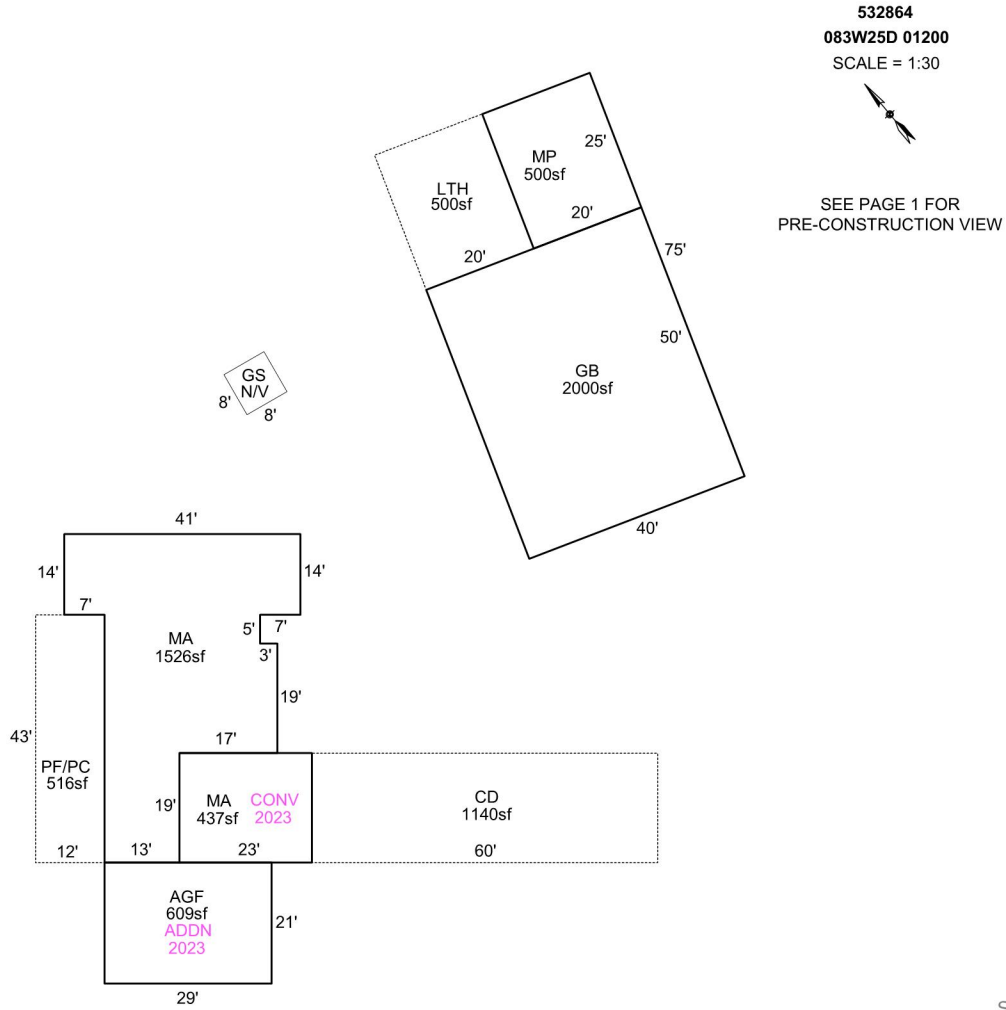 532864
083W25D 01200
SCALE = 1:30
SEE PAGE 1 FOR
PRE-CONSTRUCTION VIEW
MP
500sf
25'
20'
LTH
500sf
20'
75'
50'
GB
2000sf
40'
GS
N/V
8'
8'
41'
14'
14'
7'
5'
7'
3'
MA
1526sf
19'
43'
17'
PF/PC
516sf
19'
MA
437sf
CONV
2023
CD
1140sf
12'
13'
23'
60'
AGF
609sf
ADDN
2023
21'
29'